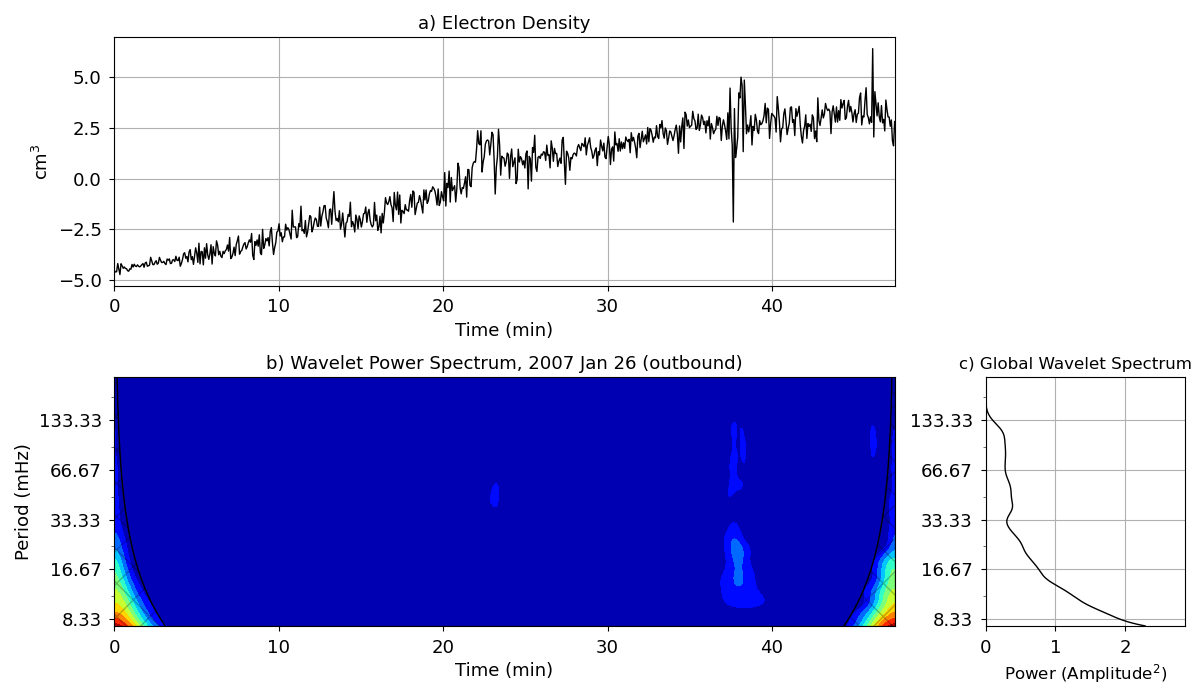 a) Electron Density
cm³
5.0
2.5
0.0
−2.5
−5.0
0 10 20 30 40
Time (min)
b) Wavelet Power Spectrum, 2007 Jan 26 (outbound)
Period (mHz)
133.33
66.67
33.33
16.67
8.33
0 10 20 30 40
Time (min)
c) Global Wavelet Spectrum
133.33
66.67
33.33
16.67
8.33
0 1 2
Power (Amplitude²)